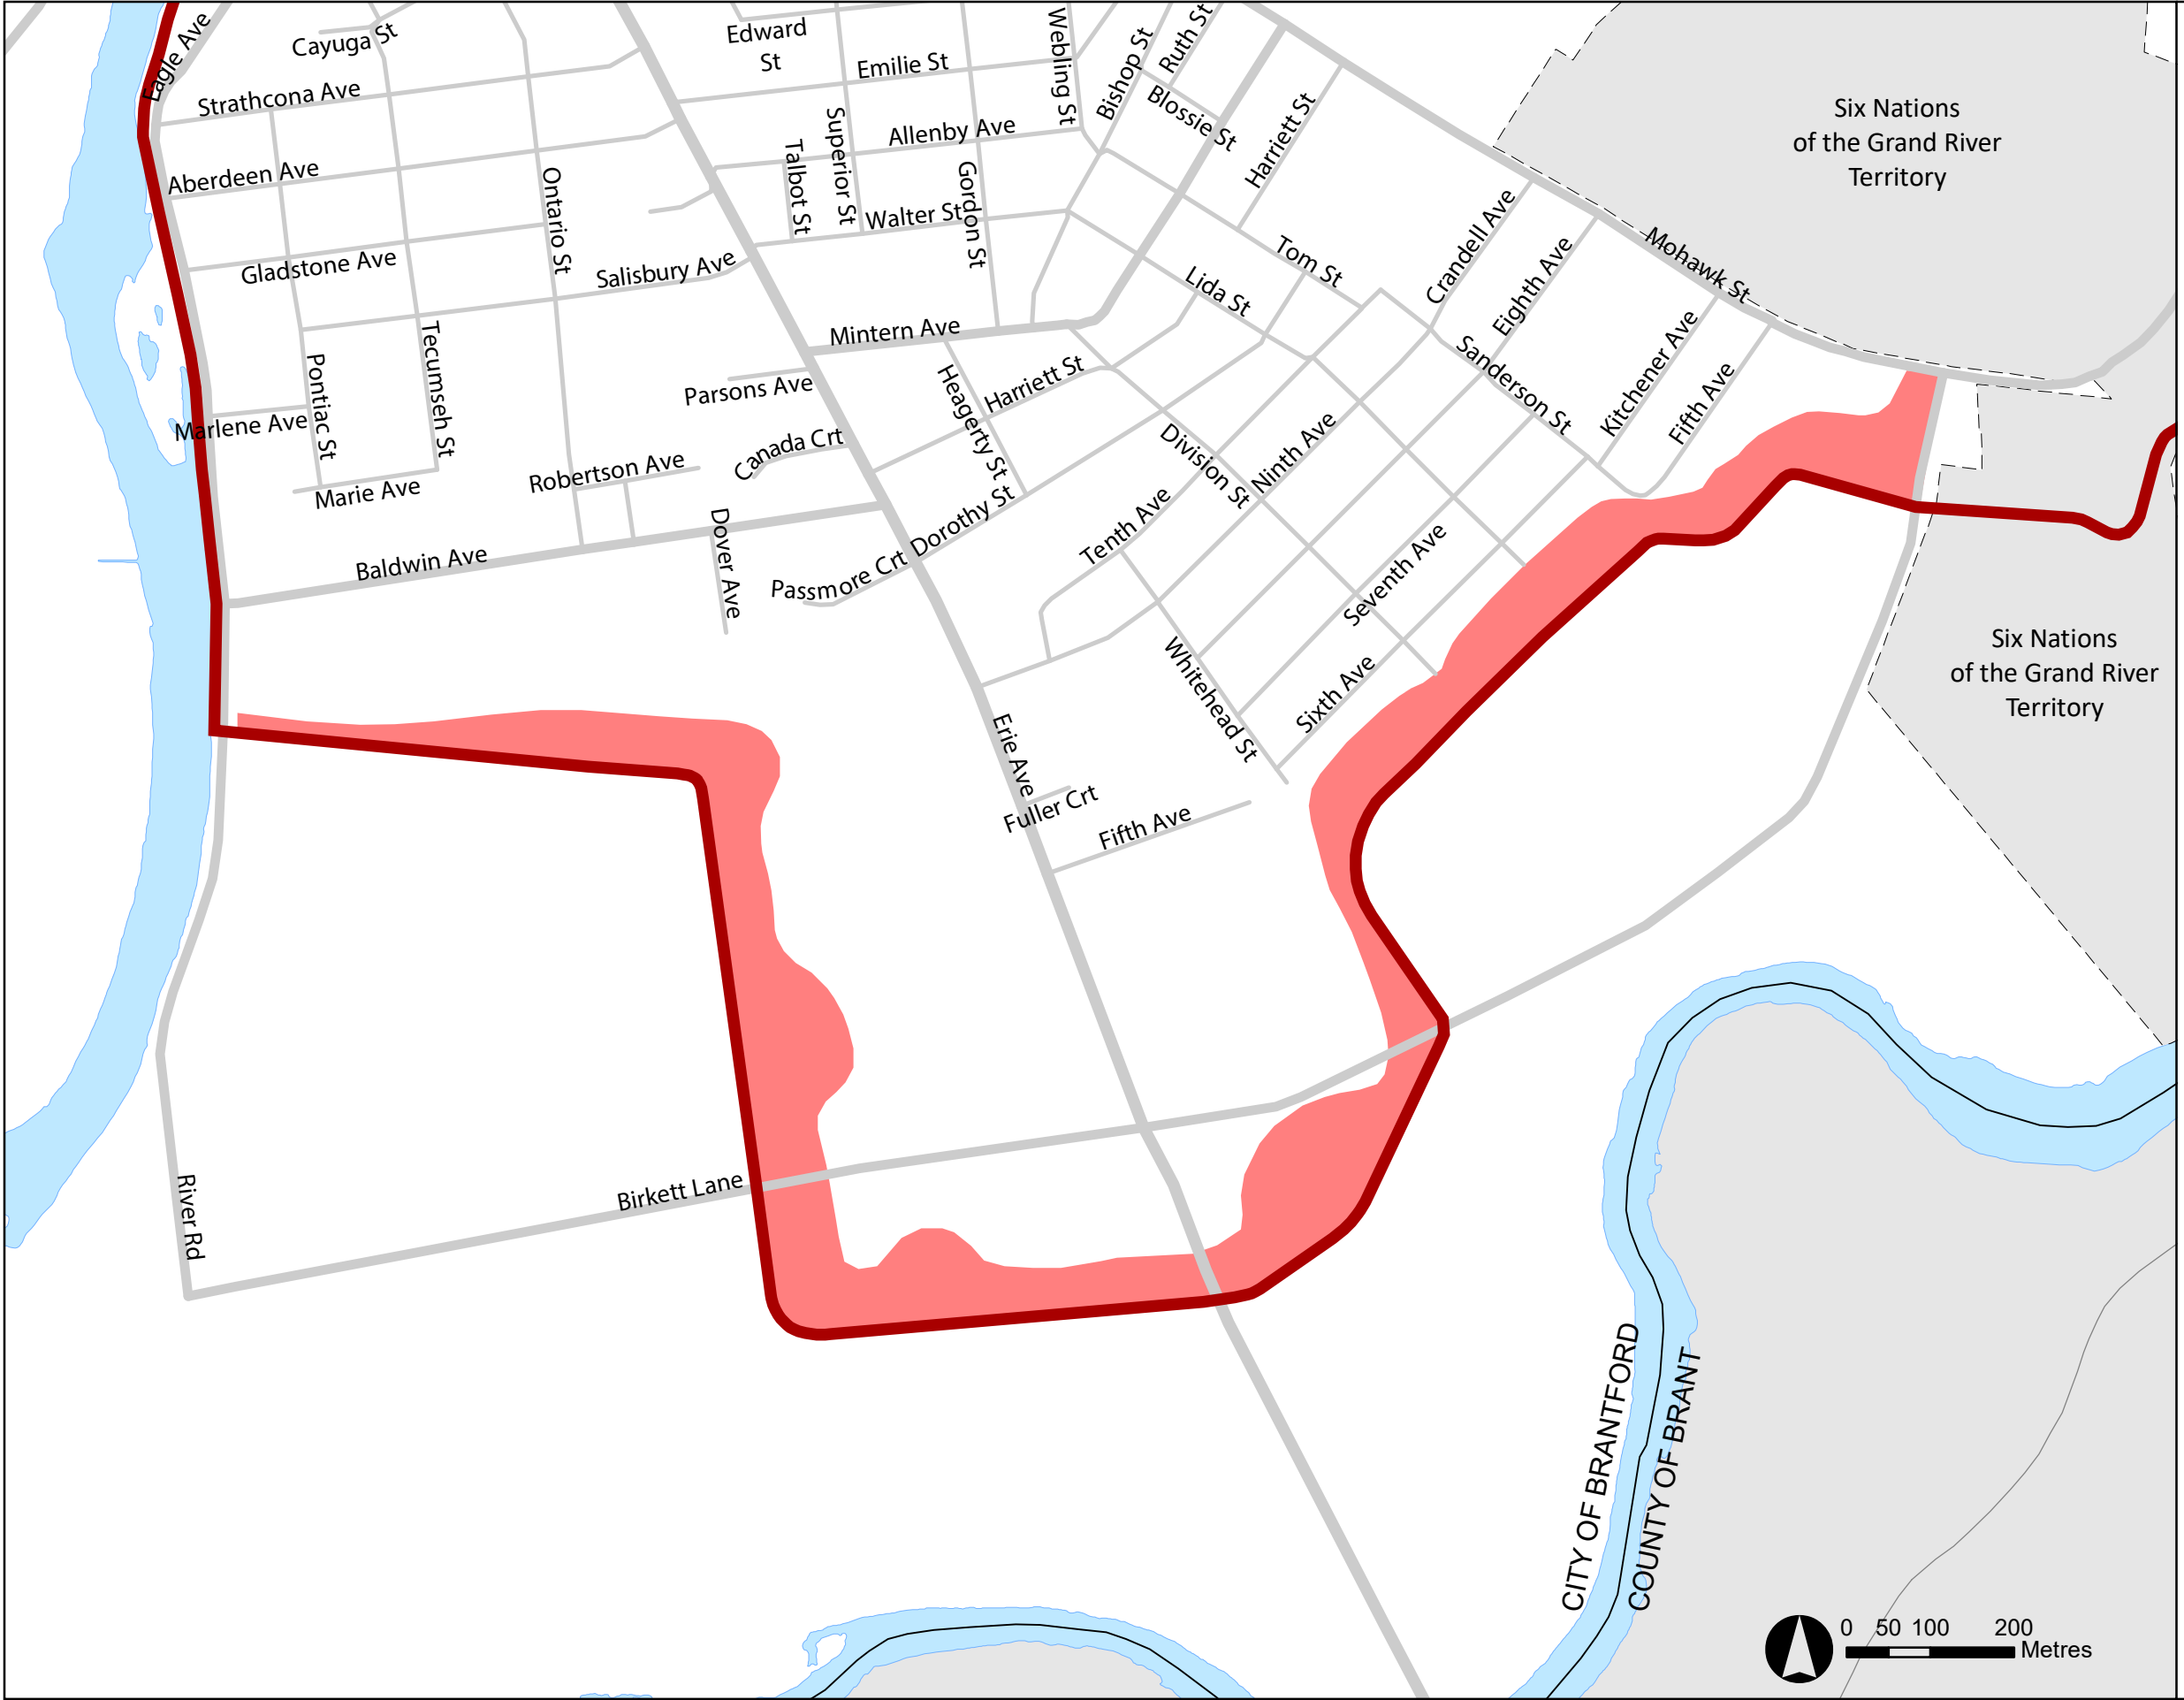 Eagle Ave
Cayuga St
Edward
St
Webling St
Bishop St
Ruth St
Emilie St
Strathcona Ave
Blossie St
Harriett St
Six Nations
of the Grand River
Territory
Superior St
Allenby Ave
Talbot St
Gordon St
Aberdeen Ave
Ontario St
Walter St
Crandell Ave
Tom St
Eighth Ave
Mohawk St
Gladstone Ave
Salisbury Ave
Lida St
Mintern Ave
Tecumseh St
Pontiac St
Parsons Ave
Heagerty St
Harriett St
Sanderson St
Kitchener Ave
Fifth Ave
Marlene Ave
Canada Crt
Ninth Ave
Division St
Robertson Ave
Marie Ave
Dover Ave
Dorothy St
Tenth Ave
Baldwin Ave
Passmore Crt
Seventh Ave
Six Nations
of the Grand River
Territory
Whitehead St
Sixth Ave
Erie Ave
Fuller Crt
Fifth Ave
River Rd
Birkett Lane
CITY OF BRANTFORD
COUNTY OF BRANT
0 50 100 200
Metres